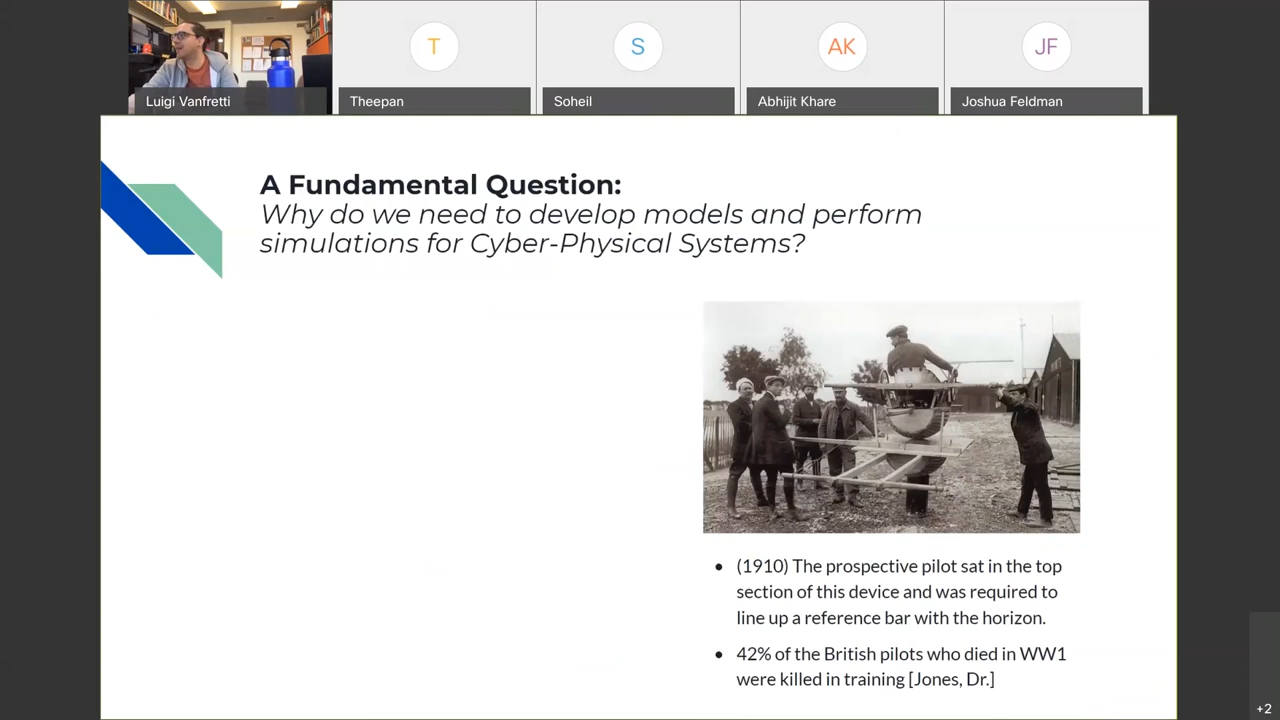 T
S
AK
JF
Luigi Vanfretti
Theepan
Soheil
Abhijit Khare
Joshua Feldman
A Fundamental Question:
Why do we need to develop models and perform
simulations for Cyber-Physical Systems?
• (1910) The prospective pilot sat in the top
section of this device and was required to
line up a reference bar with the horizon.
• 42% of the British pilots who died in WW1
were killed in training [Jones, Dr.]
+2